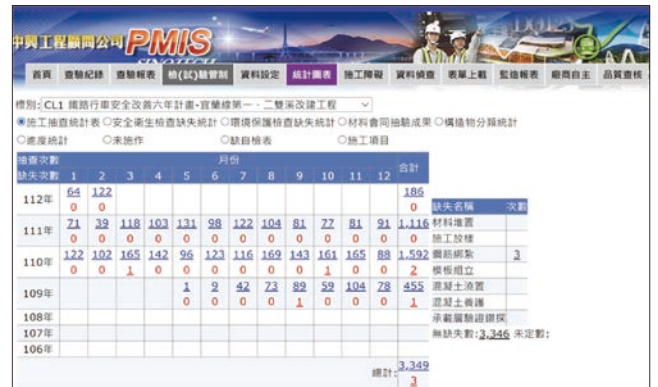 中興工程顧問公司 PMIS
SINOTECH
首頁 查驗紀錄 查驗報表 檢(試)驗管制 資料設定 統計圖表 施工障礙 資料偵查 表單上載 監造報表 廠商自主 品質查核
標別: CL1 鐵路行車安全改善六年計畫-宜蘭線第一．二雙溪改建工程
施工抽查統計表 安全衛生檢查缺失統計 環境保護檢查缺失統計 材料會同抽驗成果 構造物分類統計
進度統計 未施作 缺自檢表 施工項目
抽查次數 月份 合計
缺失次數 1 2 3 4 5 6 7 8 9 10 11 12
112年 64 122 186
0 0 0
111年 71 39 118 103 131 98 122 104 81 77 81 91 1,116
0 0 0 0 0 0 0 0 0 0 0 0 0
110年 122 102 165 142 96 123 116 169 143 161 165 88 1,592
0 0 1 0 0 0 0 0 0 1 0 0 2
109年 1 9 42 73 89 59 104 78 455
0 0 0 0 1 0 0 0 1
108年
107年
106年
總計: 3,349
3
缺失名稱 次數
材料堆置
施工放樣
鋼筋綁紮 3
模板組立
混凝土澆置
混凝土養護
承載層驗證鑽探
無缺失數:3,346 未定數: